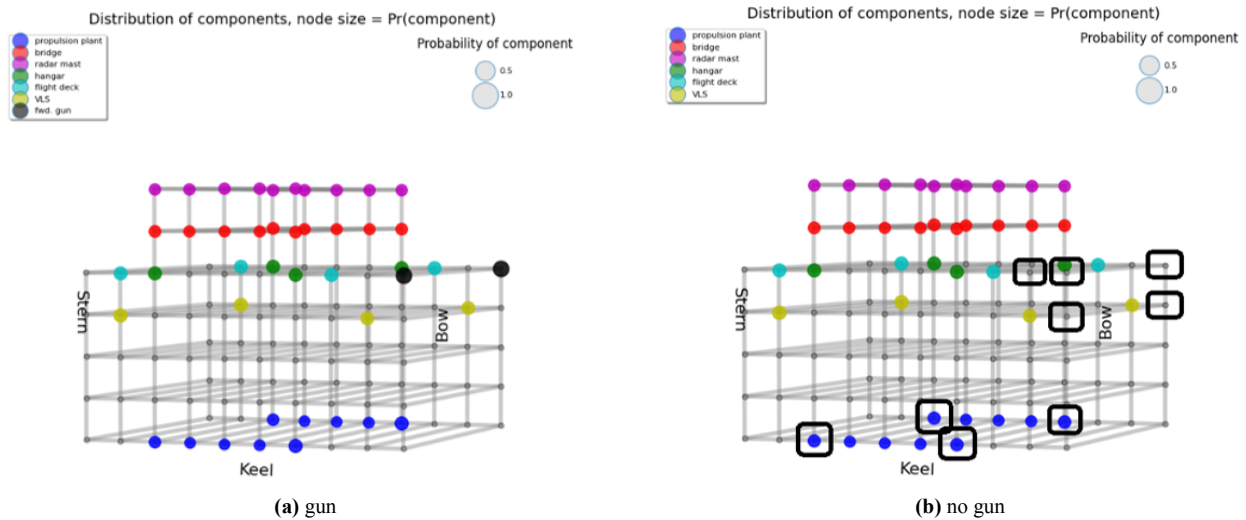 Distribution of components, node size = Pr(component)
propulsion plant
bridge
radar mast
hangar
flight deck
VLS
fwd. gun
Probability of component
0.5
1.0
Stern
Bow
Keel
(a) gun
Distribution of components, node size = Pr(component)
propulsion plant
bridge
radar mast
hangar
flight deck
VLS
Probability of component
0.5
1.0
Stern
Bow
Keel
(b) no gun